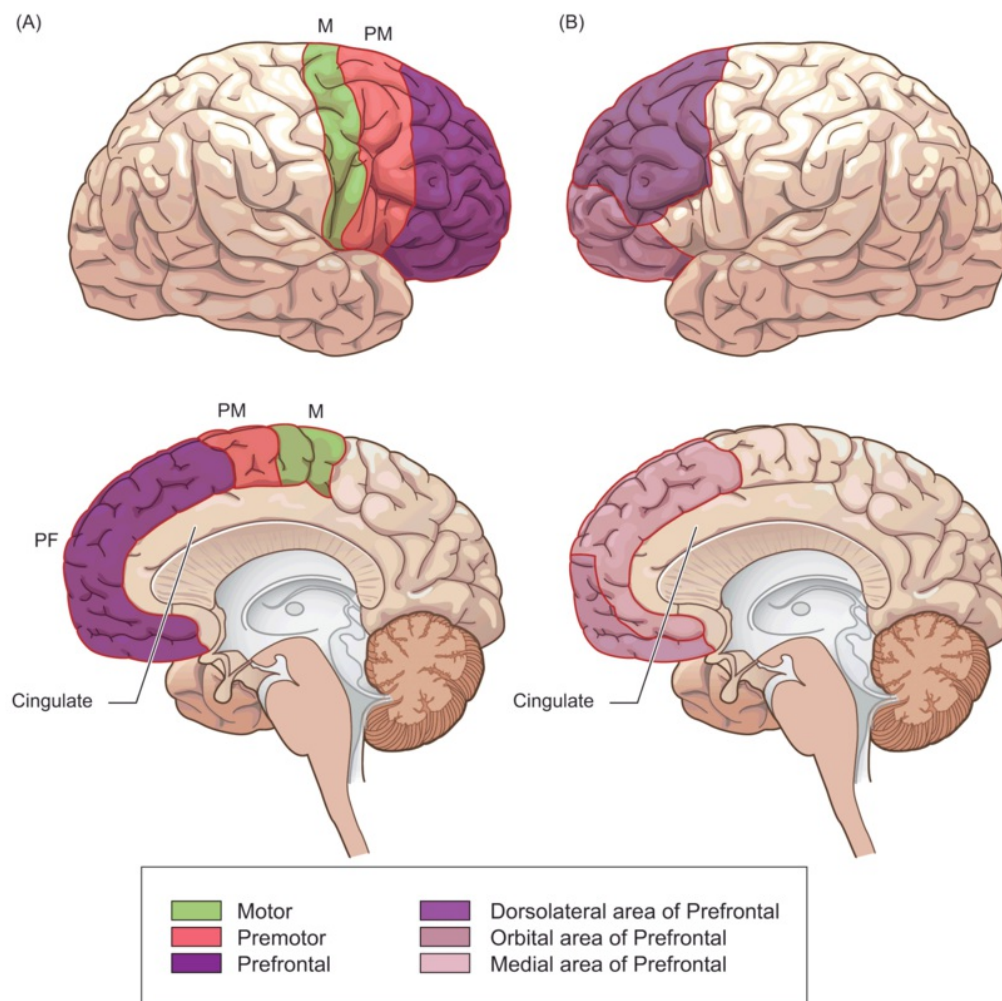 (A)
M
PM
(B)
PM
M
PF
Cingulate
Cingulate
Motor
Premotor
Prefrontal
Dorsolateral area of Prefrontal
Orbital area of Prefrontal
Medial area of Prefrontal